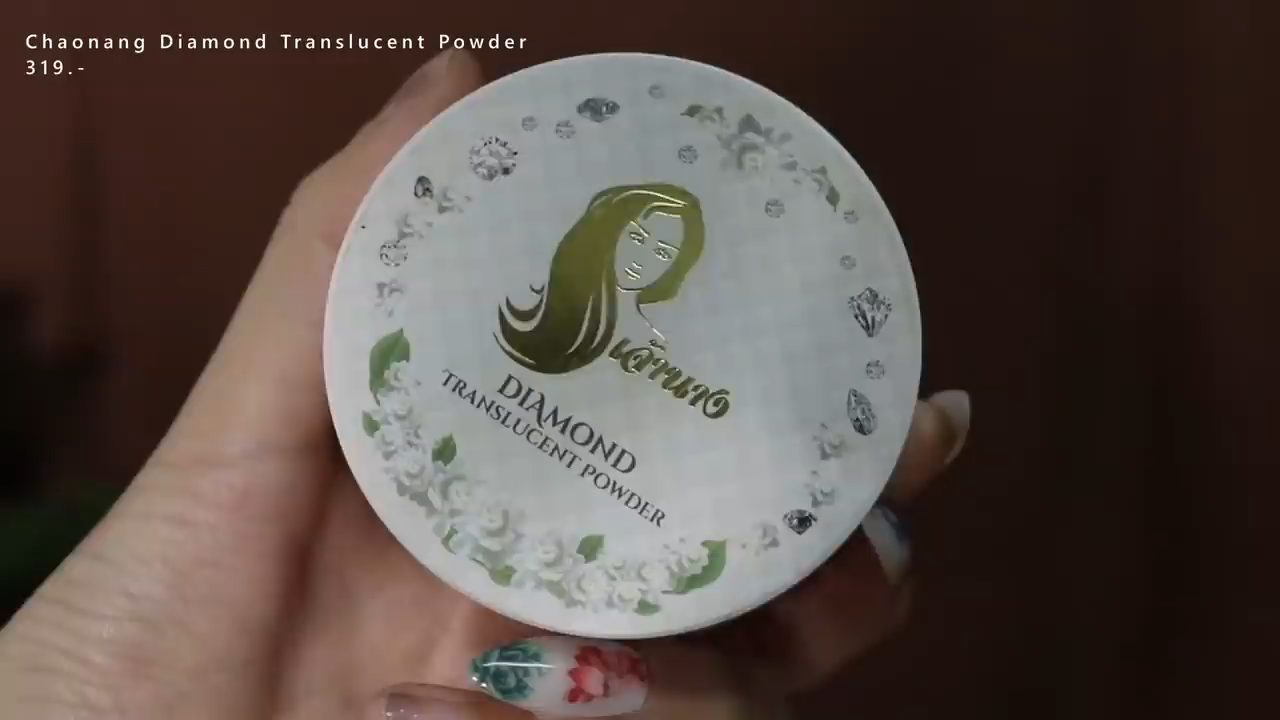 Chaonang Diamond Translucent Powder
319.-
เจ้านาง
DIAMOND
TRANSLUCENT POWDER